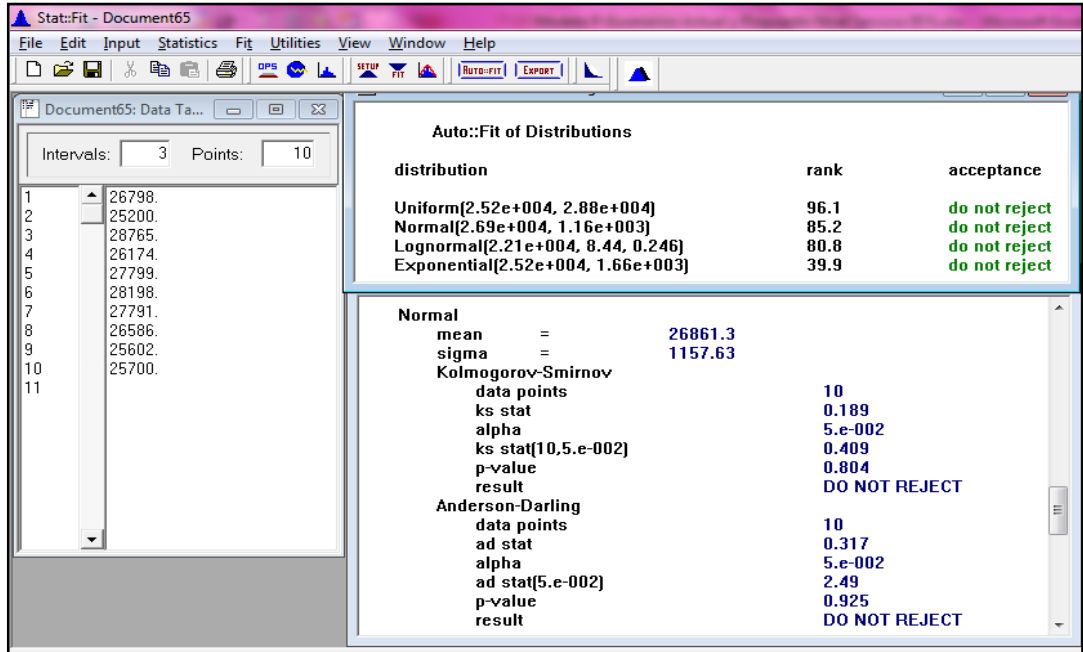 Stat::Fit - Document65
File Edit Input Statistics Fit Utilities View Window Help
OPS SETUP FIT AUTO::FIT EXPORT
Document65: Data Ta...
Intervals: 3 Points: 10
1 26798.
2 25200.
3 28765.
4 26174.
5 27799.
6 28198.
7 27791.
8 26586.
9 25602.
10 25700.
11
Auto::Fit of Distributions
distribution rank acceptance
Uniform(2.52e+004, 2.88e+004) 96.1 do not reject
Normal(2.69e+004, 1.16e+003) 85.2 do not reject
Lognormal(2.21e+004, 8.44, 0.246) 80.8 do not reject
Exponential(2.52e+004, 1.66e+003) 39.9 do not reject
Normal
mean = 26861.3
sigma = 1157.63
Kolmogorov-Smirnov
data points 10
ks stat 0.189
alpha 5.e-002
ks stat(10,5.e-002) 0.409
p-value 0.804
result DO NOT REJECT
Anderson-Darling
data points 10
ad stat 0.317
alpha 5.e-002
ad stat(5.e-002) 2.49
p-value 0.925
result DO NOT REJECT